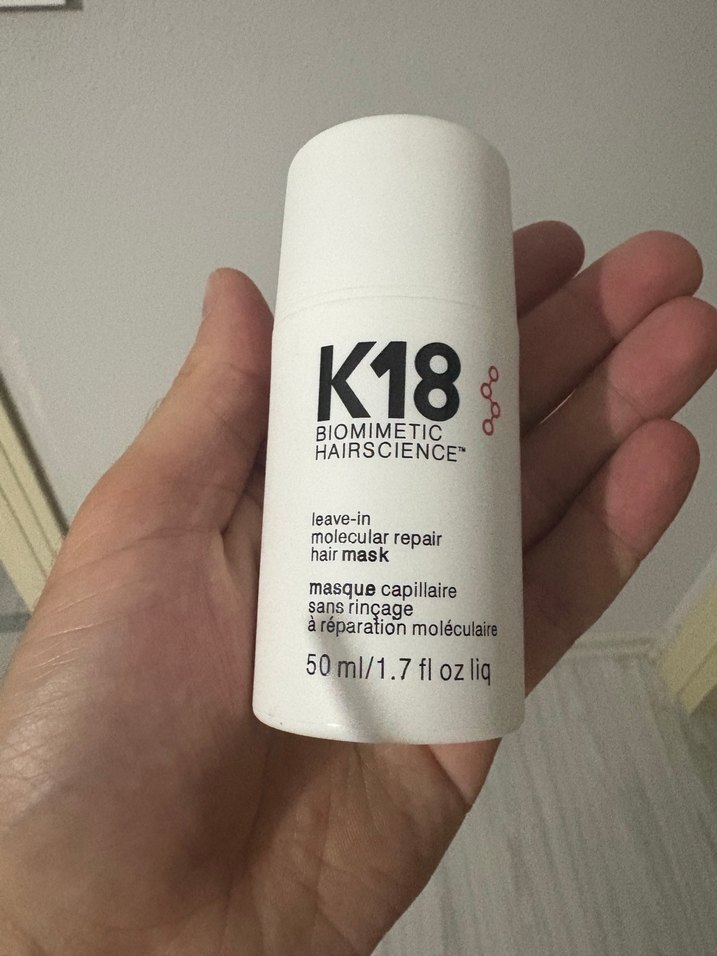 K18
BIOMIMETIC
HAIRSCIENCE™
leave-in
molecular repair
hair mask
masque capillaire
sans rinçage
à réparation moléculaire
50 ml/1.7 fl oz liq